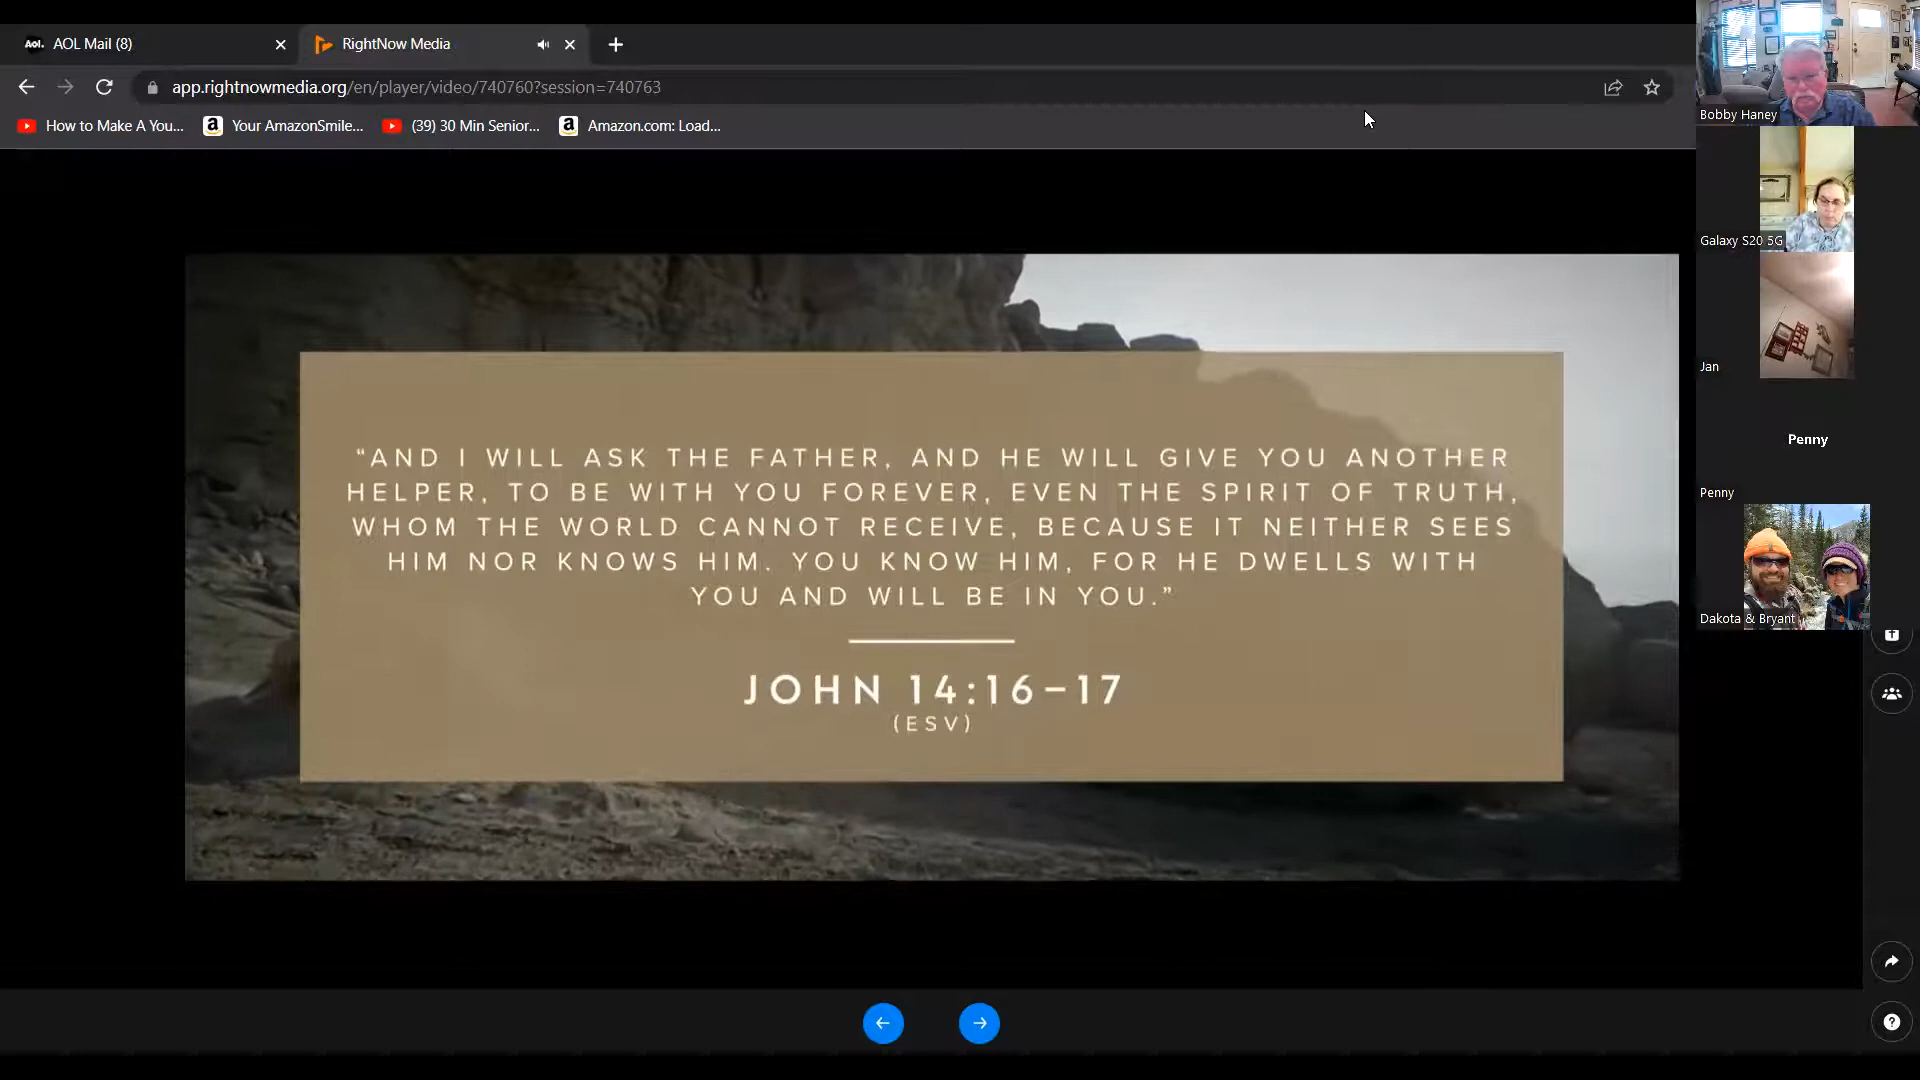 Aol. AOL Mail (8)
RightNow Media
app.rightnowmedia.org/en/player/video/740760?session=740763
How to Make A You...
Your AmazonSmile...
(39) 30 Min Senior...
Amazon.com: Load...
“AND I WILL ASK THE FATHER, AND HE WILL GIVE YOU ANOTHER
HELPER, TO BE WITH YOU FOREVER, EVEN THE SPIRIT OF TRUTH,
WHOM THE WORLD CANNOT RECEIVE, BECAUSE IT NEITHER SEES
HIM NOR KNOWS HIM. YOU KNOW HIM, FOR HE DWELLS WITH
YOU AND WILL BE IN YOU.”
JOHN 14:16–17
(ESV)
Bobby Haney
Galaxy S20 5G
Jan
Penny
Penny
Dakota & Bryant